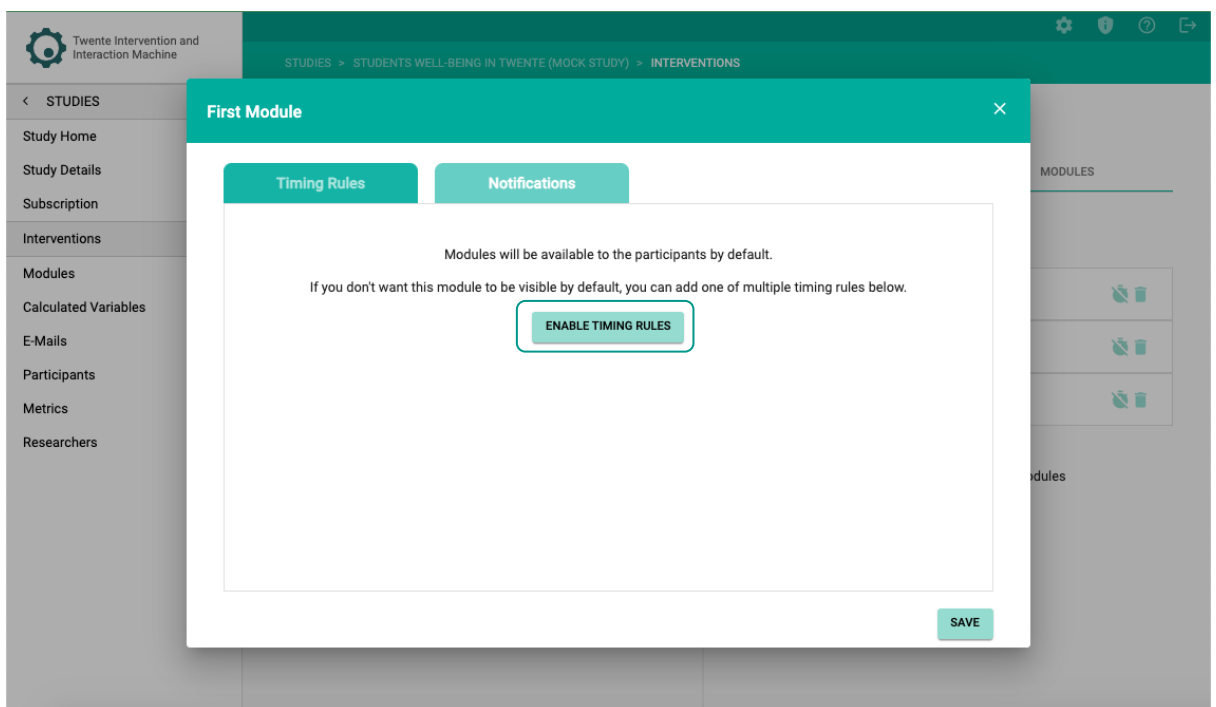 Twente Intervention and
Interaction Machine
STUDIES > STUDENTS WELL-BEING IN TWENTE (MOCK STUDY) > INTERVENTIONS
< STUDIES
Study Home
Study Details
Subscription
Interventions
Modules
Calculated Variables
E-Mails
Participants
Metrics
Researchers
First Module
Timing Rules
Notifications
Modules will be available to the participants by default.
If you don't want this module to be visible by default, you can add one of multiple timing rules below.
ENABLE TIMING RULES
SAVE
MODULES